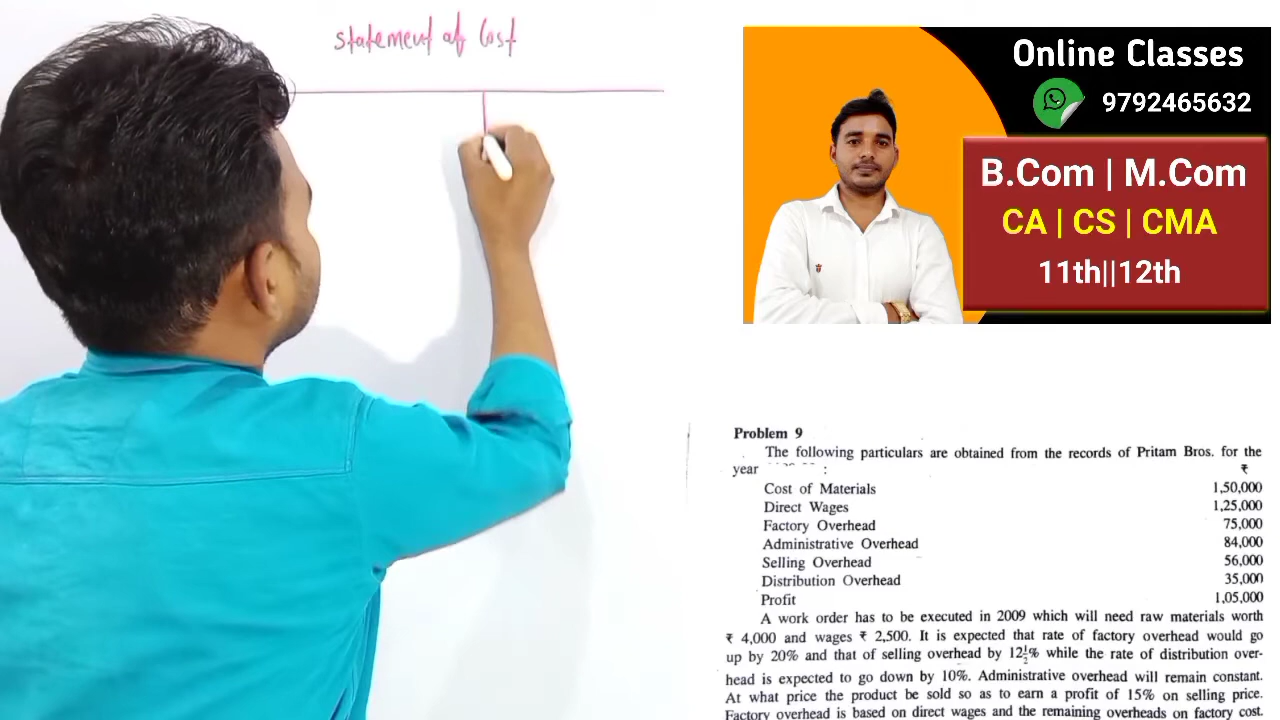 statement of Cost
Online Classes
9792465632
B.Com | M.Com
CA | CS | CMA
11th||12th
Problem 9
The following particulars are obtained from the records of Pritam Bros. for the
year :
₹
Cost of Materials 1,50,000
Direct Wages 1,25,000
Factory Overhead 75,000
Administrative Overhead 84,000
Selling Overhead 56,000
Distribution Overhead 35,000
Profit 1,05,000
A work order has to be executed in 2009 which will need raw materials worth
₹ 4,000 and wages ₹ 2,500. It is expected that rate of factory overhead would go
up by 20% and that of selling overhead by 12½% while the rate of distribution over-
head is expected to go down by 10%. Administrative overhead will remain constant.
At what price the product be sold so as to earn a profit of 15% on selling price.
Factory overhead is based on direct wages and the remaining overheads on factory cost.